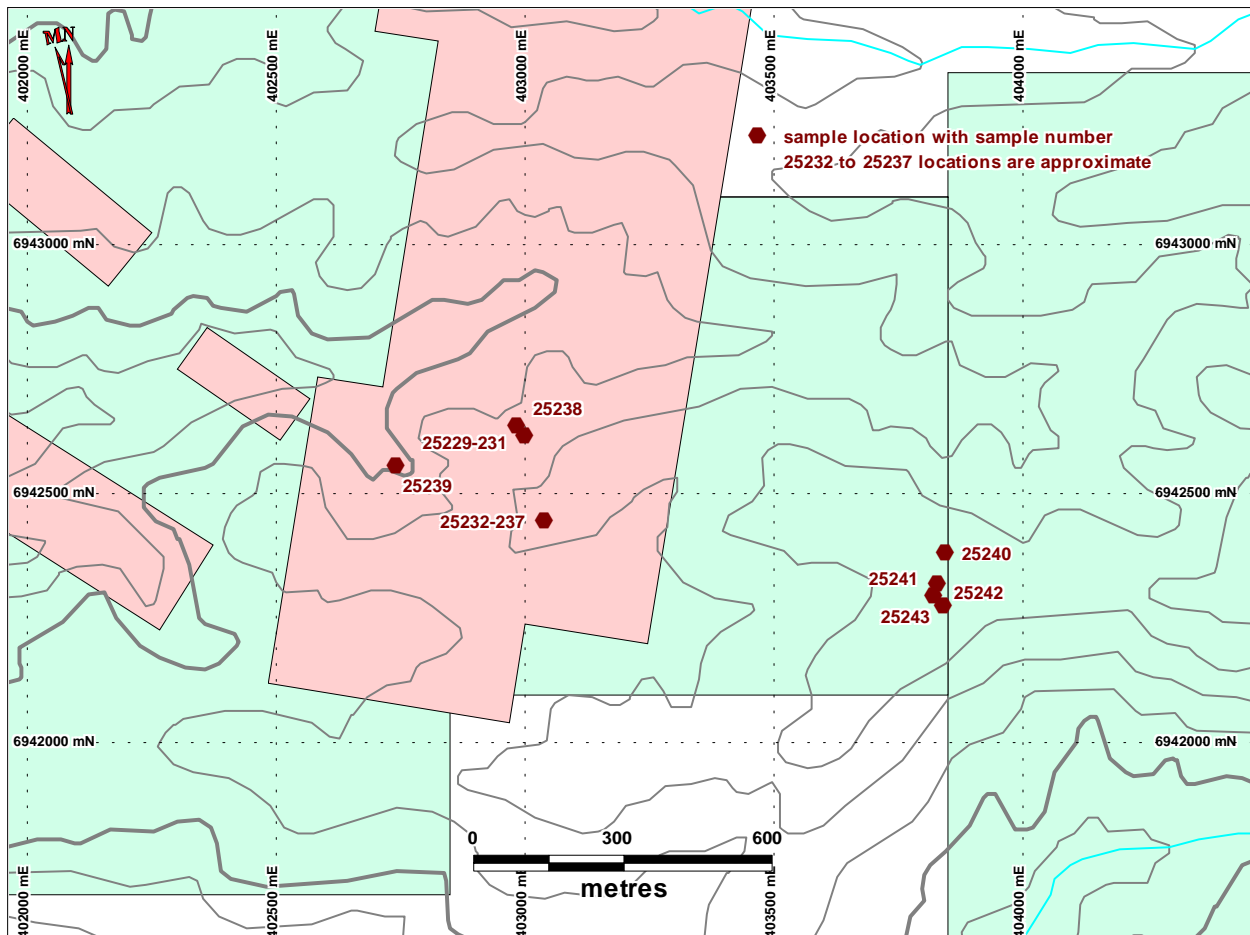 MN
402000 mE
402500 mE
403000 mE
403500 mE
404000 mE
sample location with sample number
25232 to 25237 locations are approximate
6943000 mN
6943000 mN
25238
25229-231
25239
6942500 mN
6942500 mN
25232-237
25240
25241
25242
25243
6942000 mN
6942000 mN
0 300 600
metres
402000 mE
402500 mE
403000 mE
403500 mE
404000 mE